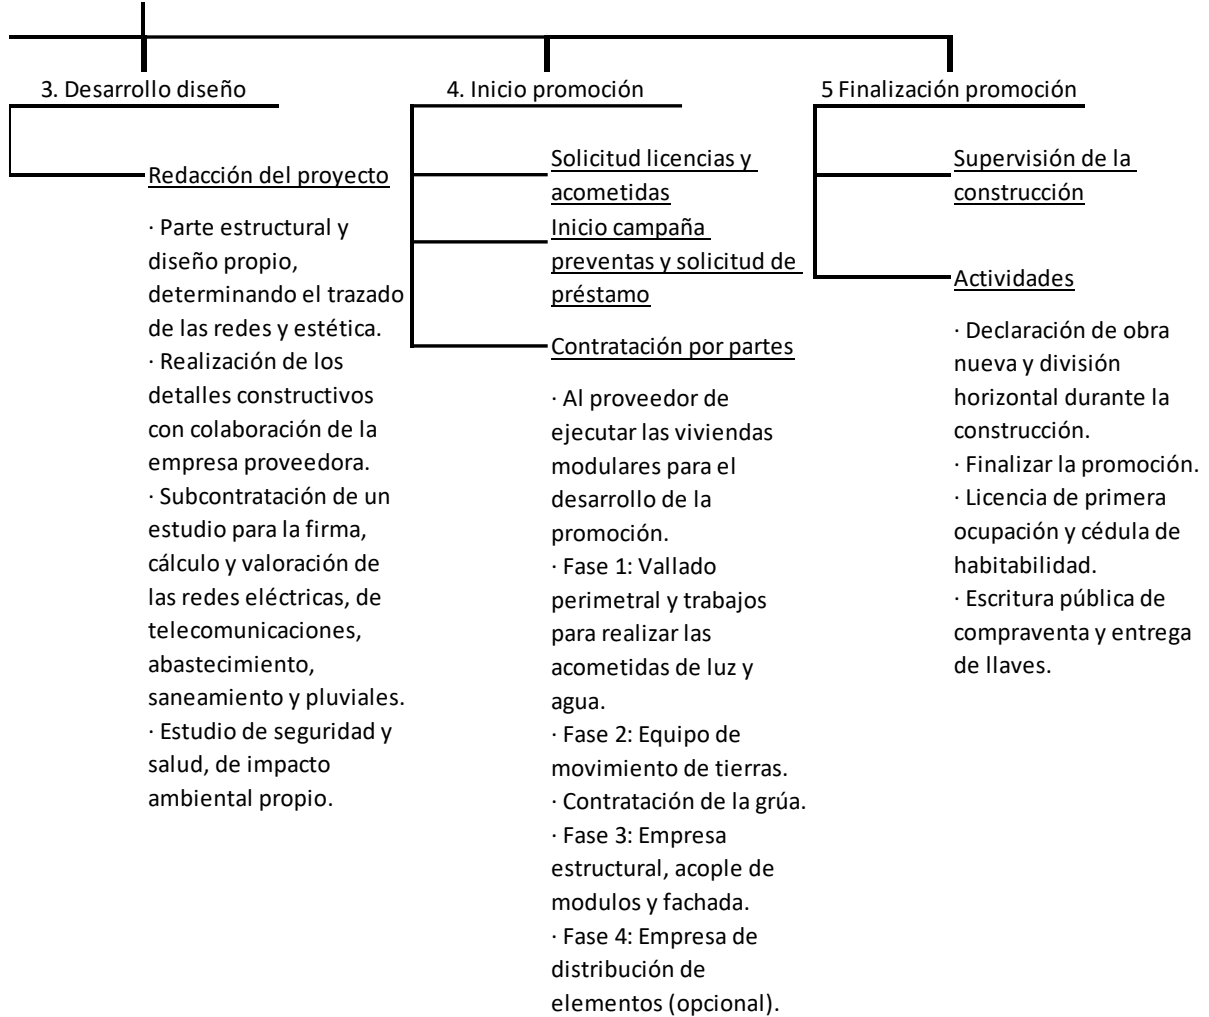 3. Desarrollo diseño
Redacción del proyecto
· Parte estructural y
diseño propio,
determinando el trazado
de las redes y estética.
· Realización de los
detalles constructivos
con colaboración de la
empresa proveedora.
· Subcontratación de un
estudio para la firma,
cálculo y valoración de
las redes eléctricas, de
telecomunicaciones,
abastecimiento,
saneamiento y pluviales.
· Estudio de seguridad y
salud, de impacto
ambiental propio.
4. Inicio promoción
Solicitud licencias y
acometidas
Inicio campaña
preventas y solicitud de
préstamo
Contratación por partes
· Al proveedor de
ejecutar las viviendas
modulares para el
desarrollo de la
promoción.
· Fase 1: Vallado
perimetral y trabajos
para realizar las
acometidas de luz y
agua.
· Fase 2: Equipo de
movimiento de tierras.
· Contratación de la grúa.
· Fase 3: Empresa
estructural, acople de
modulos y fachada.
· Fase 4: Empresa de
distribución de
elementos (opcional).
5 Finalización promoción
Supervisión de la
construcción
Actividades
· Declaración de obra
nueva y división
horizontal durante la
construcción.
· Finalizar la promoción.
· Licencia de primera
ocupación y cédula de
habitabilidad.
· Escritura pública de
compraventa y entrega
de llaves.